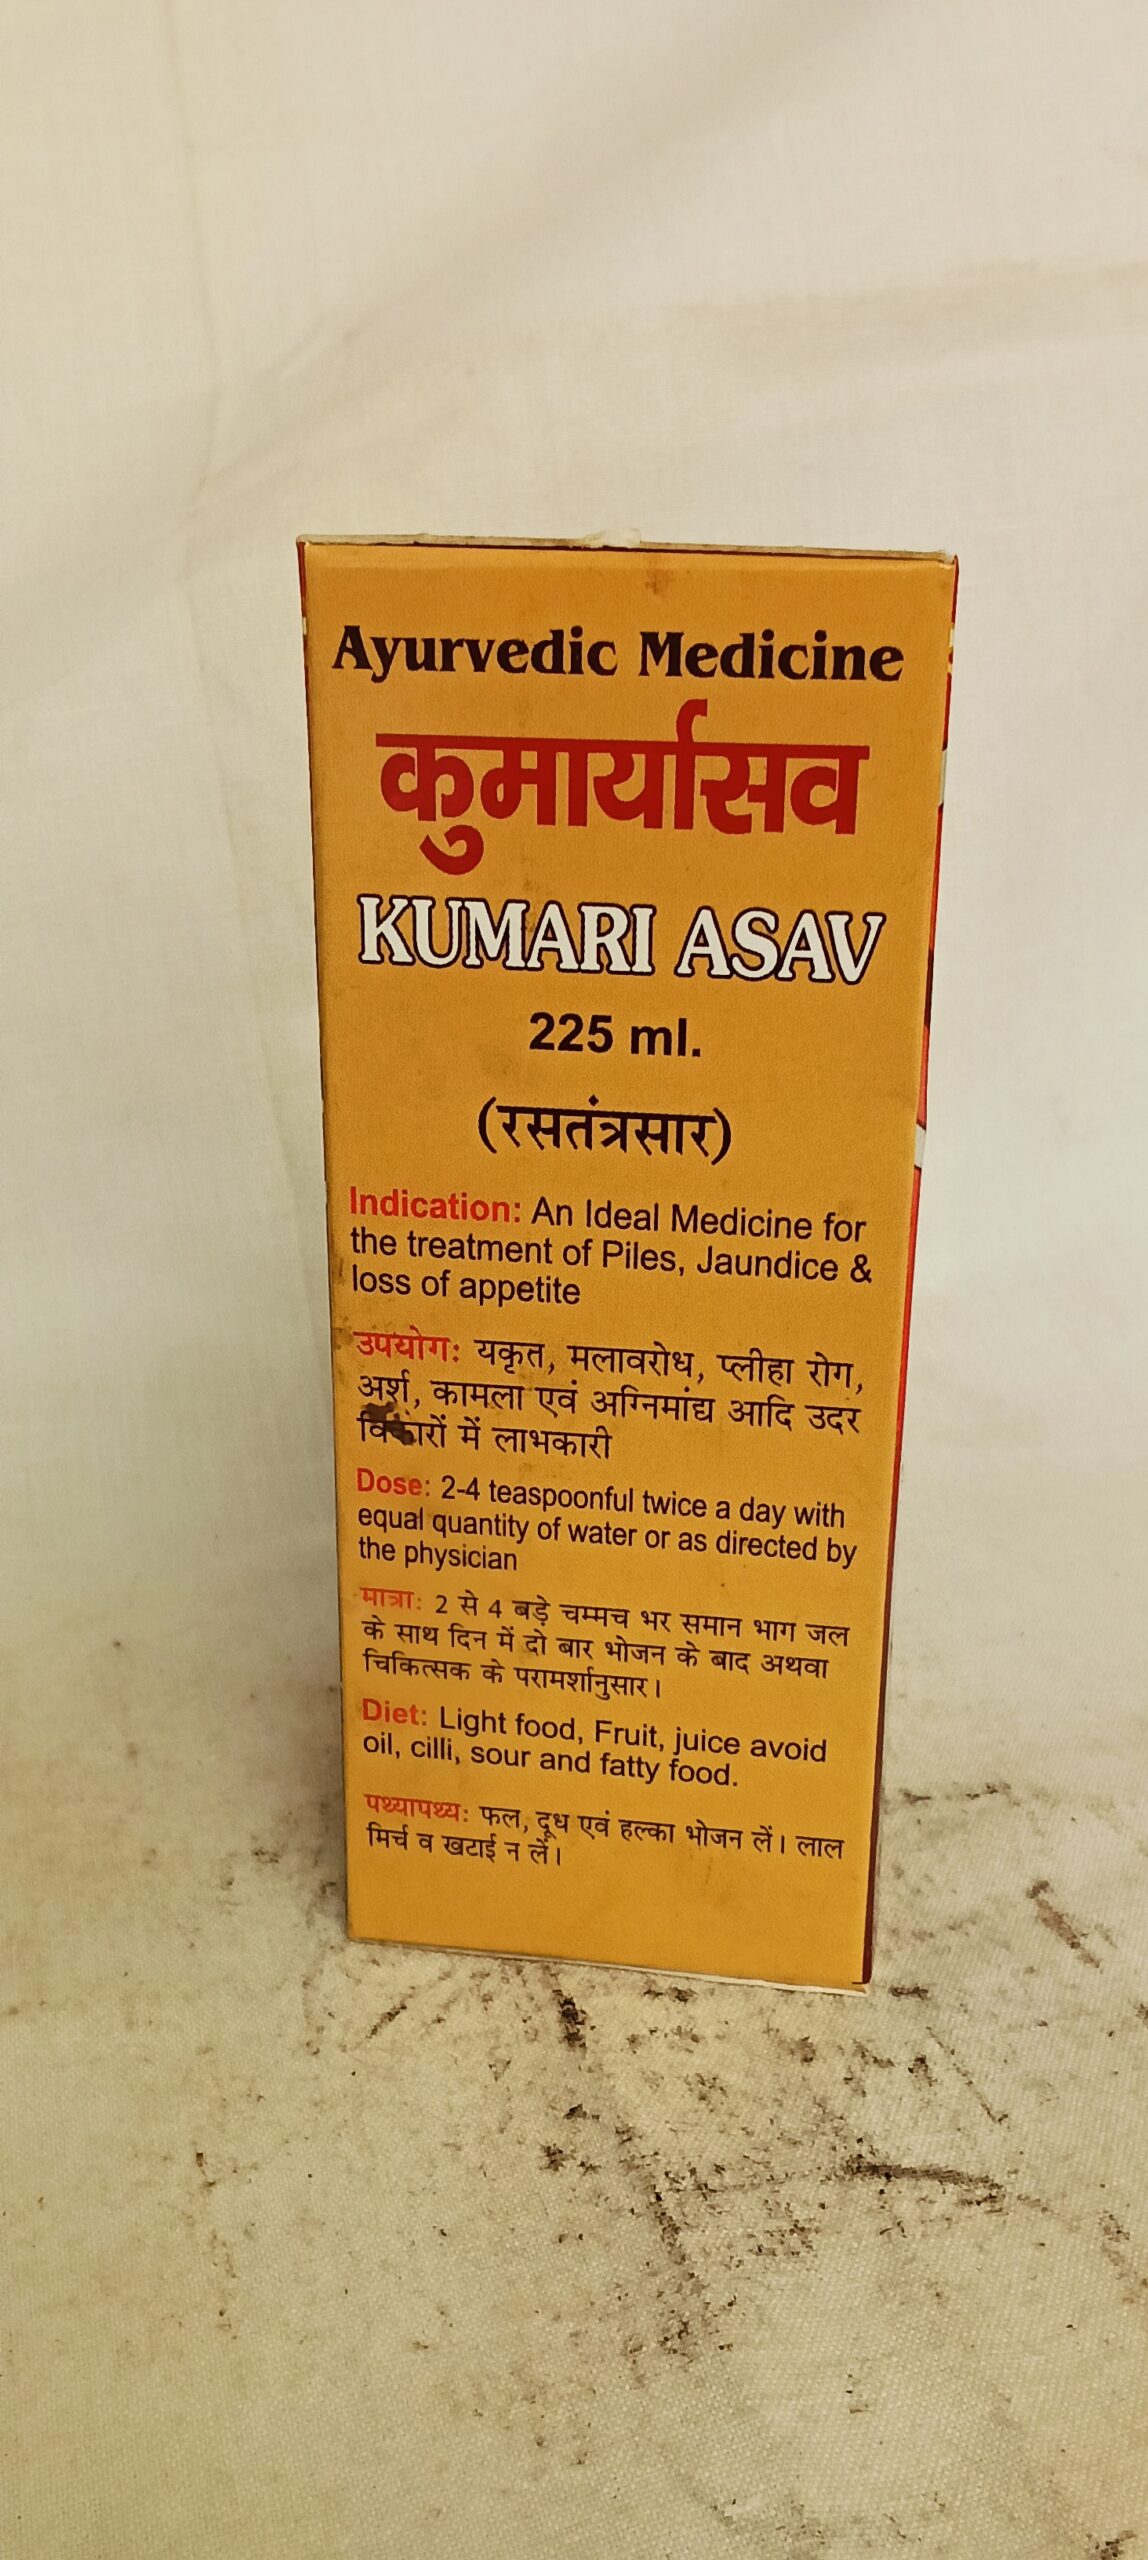 Ayurvedic Medicine
कुमार्यासव
KUMARI ASAV
225 ml.
(रसतंत्रसार)
Indication: An Ideal Medicine for
the treatment of Piles, Jaundice &
loss of appetite
उपयोग: यकृत, मलावरोध, प्लीहा रोग,
अर्श, कामला एवं अग्निमांद्य आदि उदर
विकारों में लाभकारी
Dose: 2-4 teaspoonful twice a day with
equal quantity of water or as directed by
the physician
मात्रा: 2 से 4 बड़े चम्मच भर समान भाग जल
के साथ दिन में दो बार भोजन के बाद अथवा
चिकित्सक के परामर्शानुसार।
Diet: Light food, Fruit, juice avoid
oil, cilli, sour and fatty food.
पथ्यापथ्य: फल, दूध एवं हल्का भोजन लें। लाल
मिर्च व खटाई न लें।